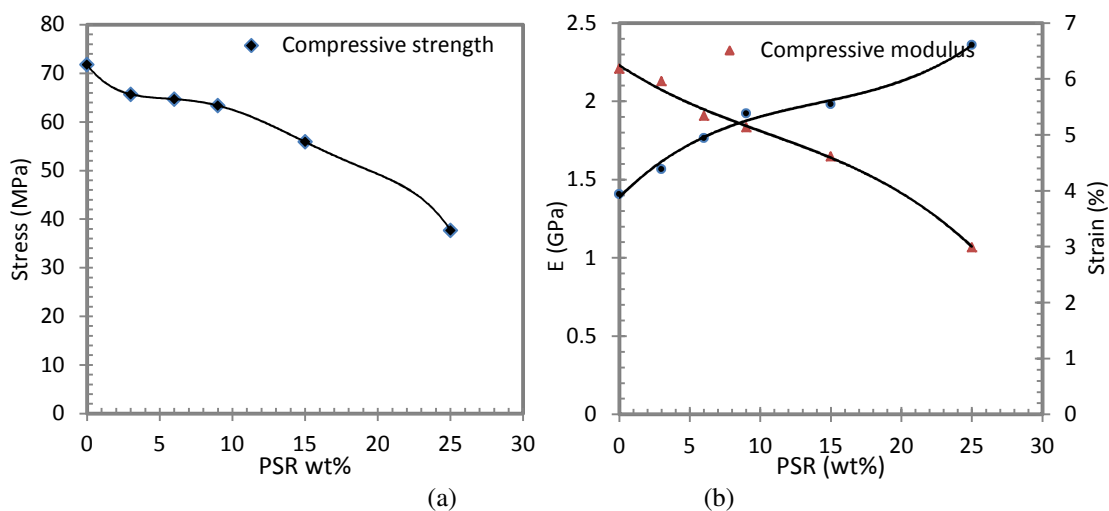 80
70
60
50
40
30
20
10
0
Stress (MPa)
Compressive strength
0 5 10 15 20 25 30
PSR wt%
(a)
2.5
2
1.5
1
0.5
0
E (GPa)
Compressive modulus
7
6
5
4
3
2
1
0
Strain (%)
0 5 10 15 20 25 30
PSR (wt%)
(b)